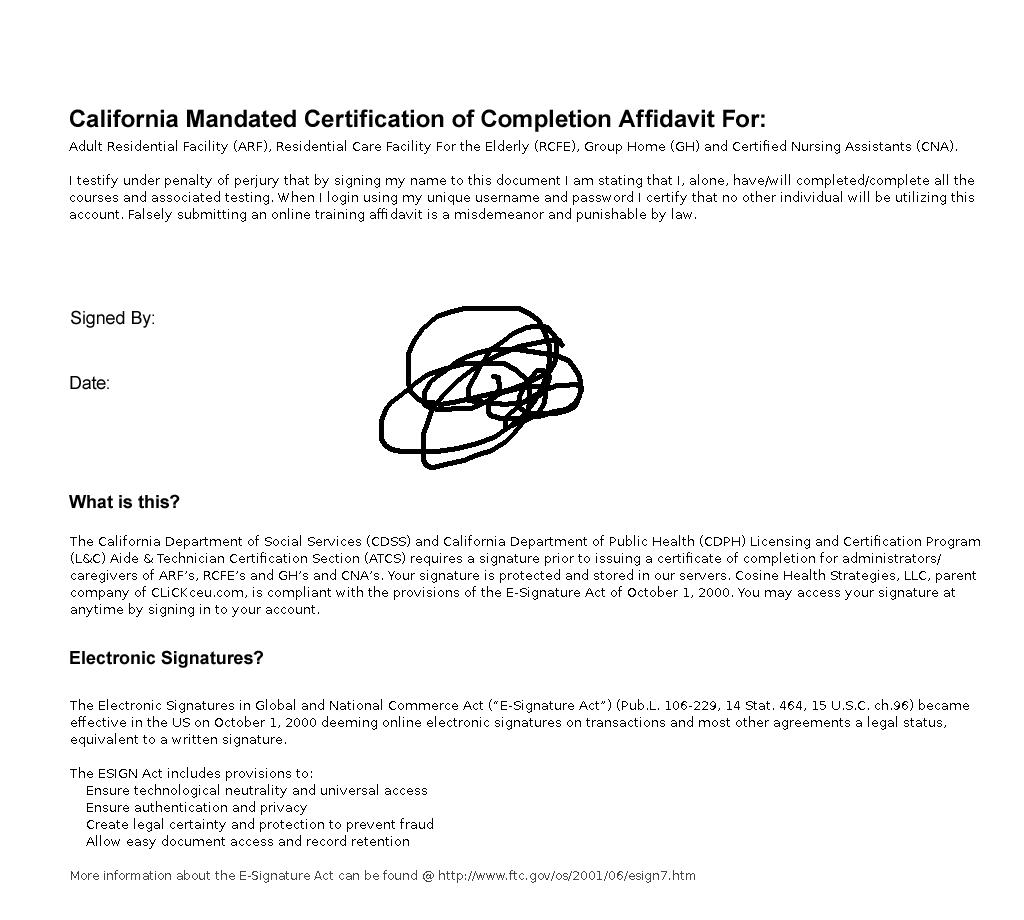 California Mandated Certification of Completion Affidavit For:
Adult Residential Facility (ARF), Residential Care Facility For the Elderly (RCFE), Group Home (GH) and Certified Nursing Assistants (CNA).
I testify under penalty of perjury that by signing my name to this document I am stating that I, alone, have/will completed/complete all the
courses and associated testing. When I login using my unique username and password I certify that no other individual will be utilizing this
account. Falsely submitting an online training affidavit is a misdemeanor and punishable by law.
Signed By:
Date:
What is this?
The California Department of Social Services (CDSS) and California Department of Public Health (CDPH) Licensing and Certification Program
(L&C) Aide & Technician Certification Section (ATCS) requires a signature prior to issuing a certificate of completion for administrators/
caregivers of ARF's, RCFE's and GH's and CNA's. Your signature is protected and stored in our servers. Cosine Health Strategies, LLC, parent
company of CLiCKceu.com, is compliant with the provisions of the E-Signature Act of October 1, 2000. You may access your signature at
anytime by signing in to your account.
Electronic Signatures?
The Electronic Signatures in Global and National Commerce Act (“E-Signature Act”) (Pub.L. 106-229, 14 Stat. 464, 15 U.S.C. ch.96) became
effective in the US on October 1, 2000 deeming online electronic signatures on transactions and most other agreements a legal status,
equivalent to a written signature.
The ESIGN Act includes provisions to:
Ensure technological neutrality and universal access
Ensure authentication and privacy
Create legal certainty and protection to prevent fraud
Allow easy document access and record retention
More information about the E-Signature Act can be found @ http://www.ftc.gov/os/2001/06/esign7.htm